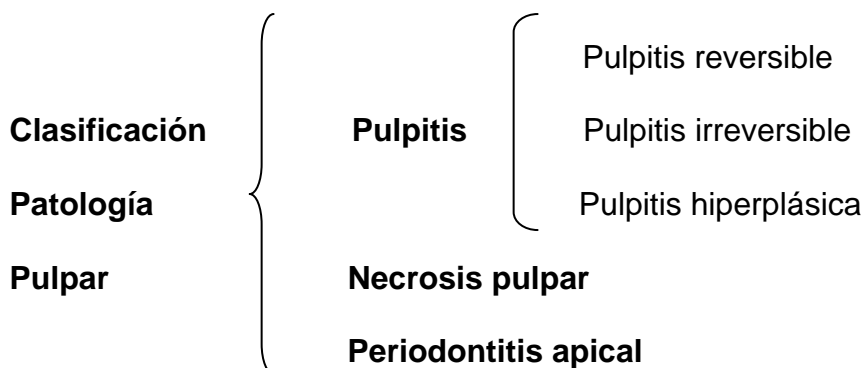 Pulpitis reversible
Clasificación Pulpitis Pulpitis irreversible
Patología Pulpitis hiperplásica
Pulpar Necrosis pulpar
Periodontitis apical